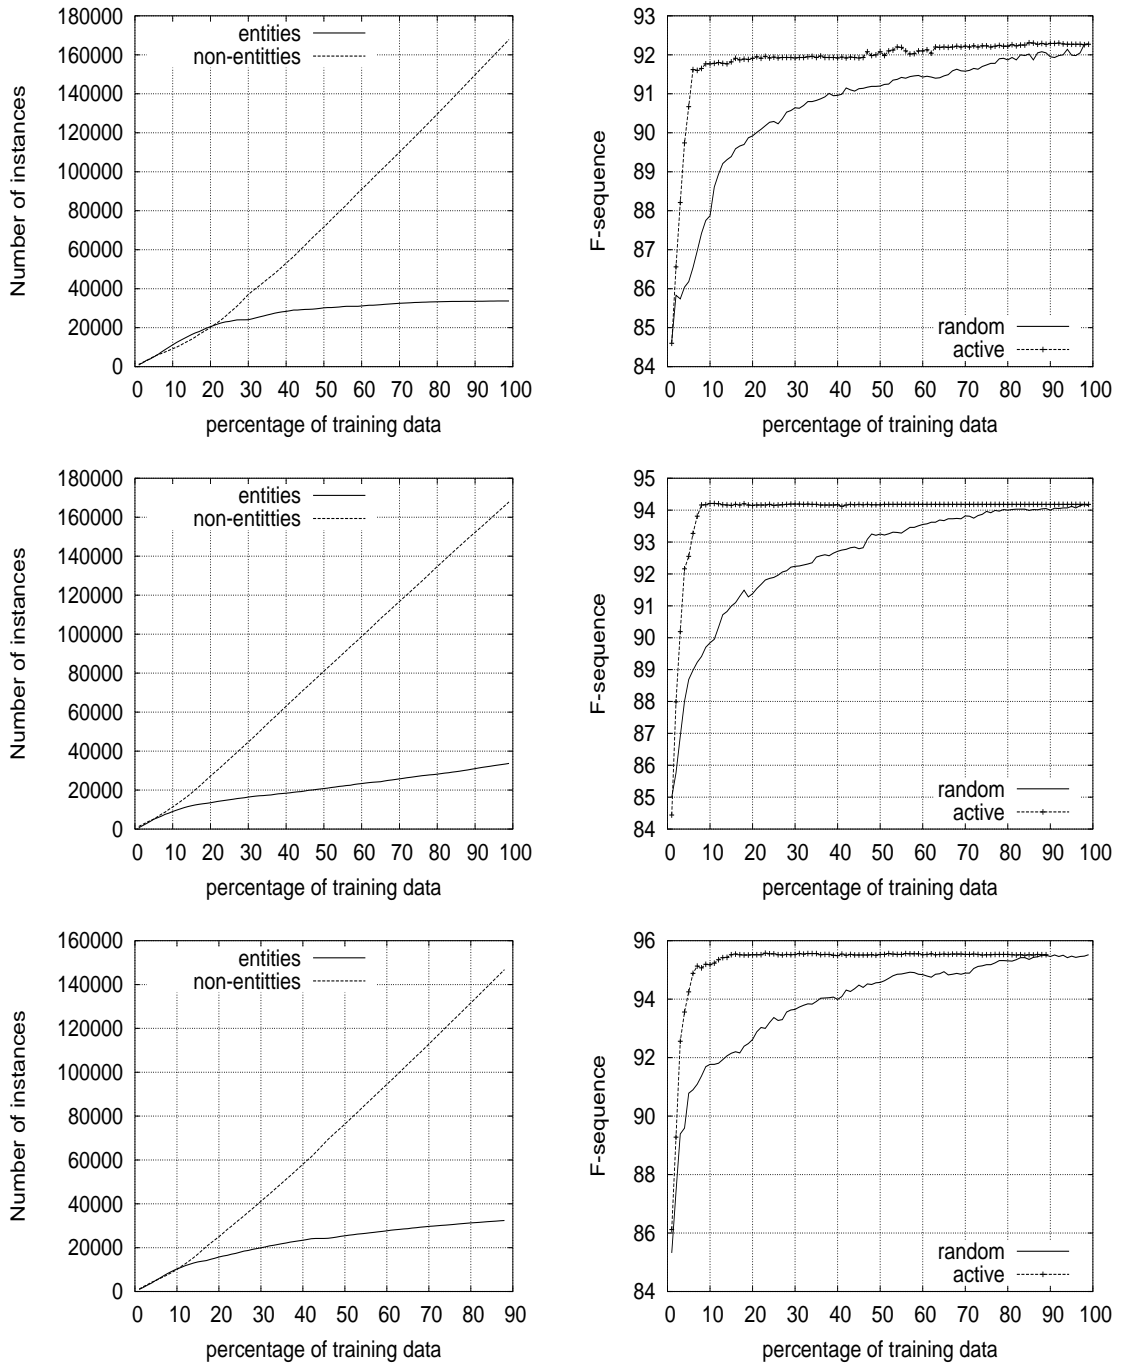 180000
160000
140000
120000
100000
80000
60000
40000
20000
0
Number of instances
entities
non-entitties
0 10 20 30 40 50 60 70 80 90 100
percentage of training data
93
92
91
90
89
88
87
86
85
84
F-sequence
random
active
0 10 20 30 40 50 60 70 80 90 100
percentage of training data
180000
160000
140000
120000
100000
80000
60000
40000
20000
0
Number of instances
entities
non-entitties
0 10 20 30 40 50 60 70 80 90 100
percentage of training data
95
94
93
92
91
90
89
88
87
86
85
84
F-sequence
random
active
0 10 20 30 40 50 60 70 80 90 100
percentage of training data
160000
140000
120000
100000
80000
60000
40000
20000
0
Number of instances
entities
non-entitties
0 10 20 30 40 50 60 70 80 90
percentage of training data
96
94
92
90
88
86
84
F-sequence
random
active
0 10 20 30 40 50 60 70 80 90 100
percentage of training data